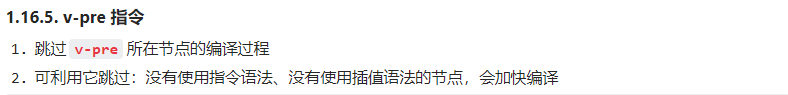 1.16.5. v-pre 指令
1. 跳过 v-pre 所在节点的编译过程
2. 可利用它跳过：没有使用指令语法、没有使用插值语法的节点，会加快编译